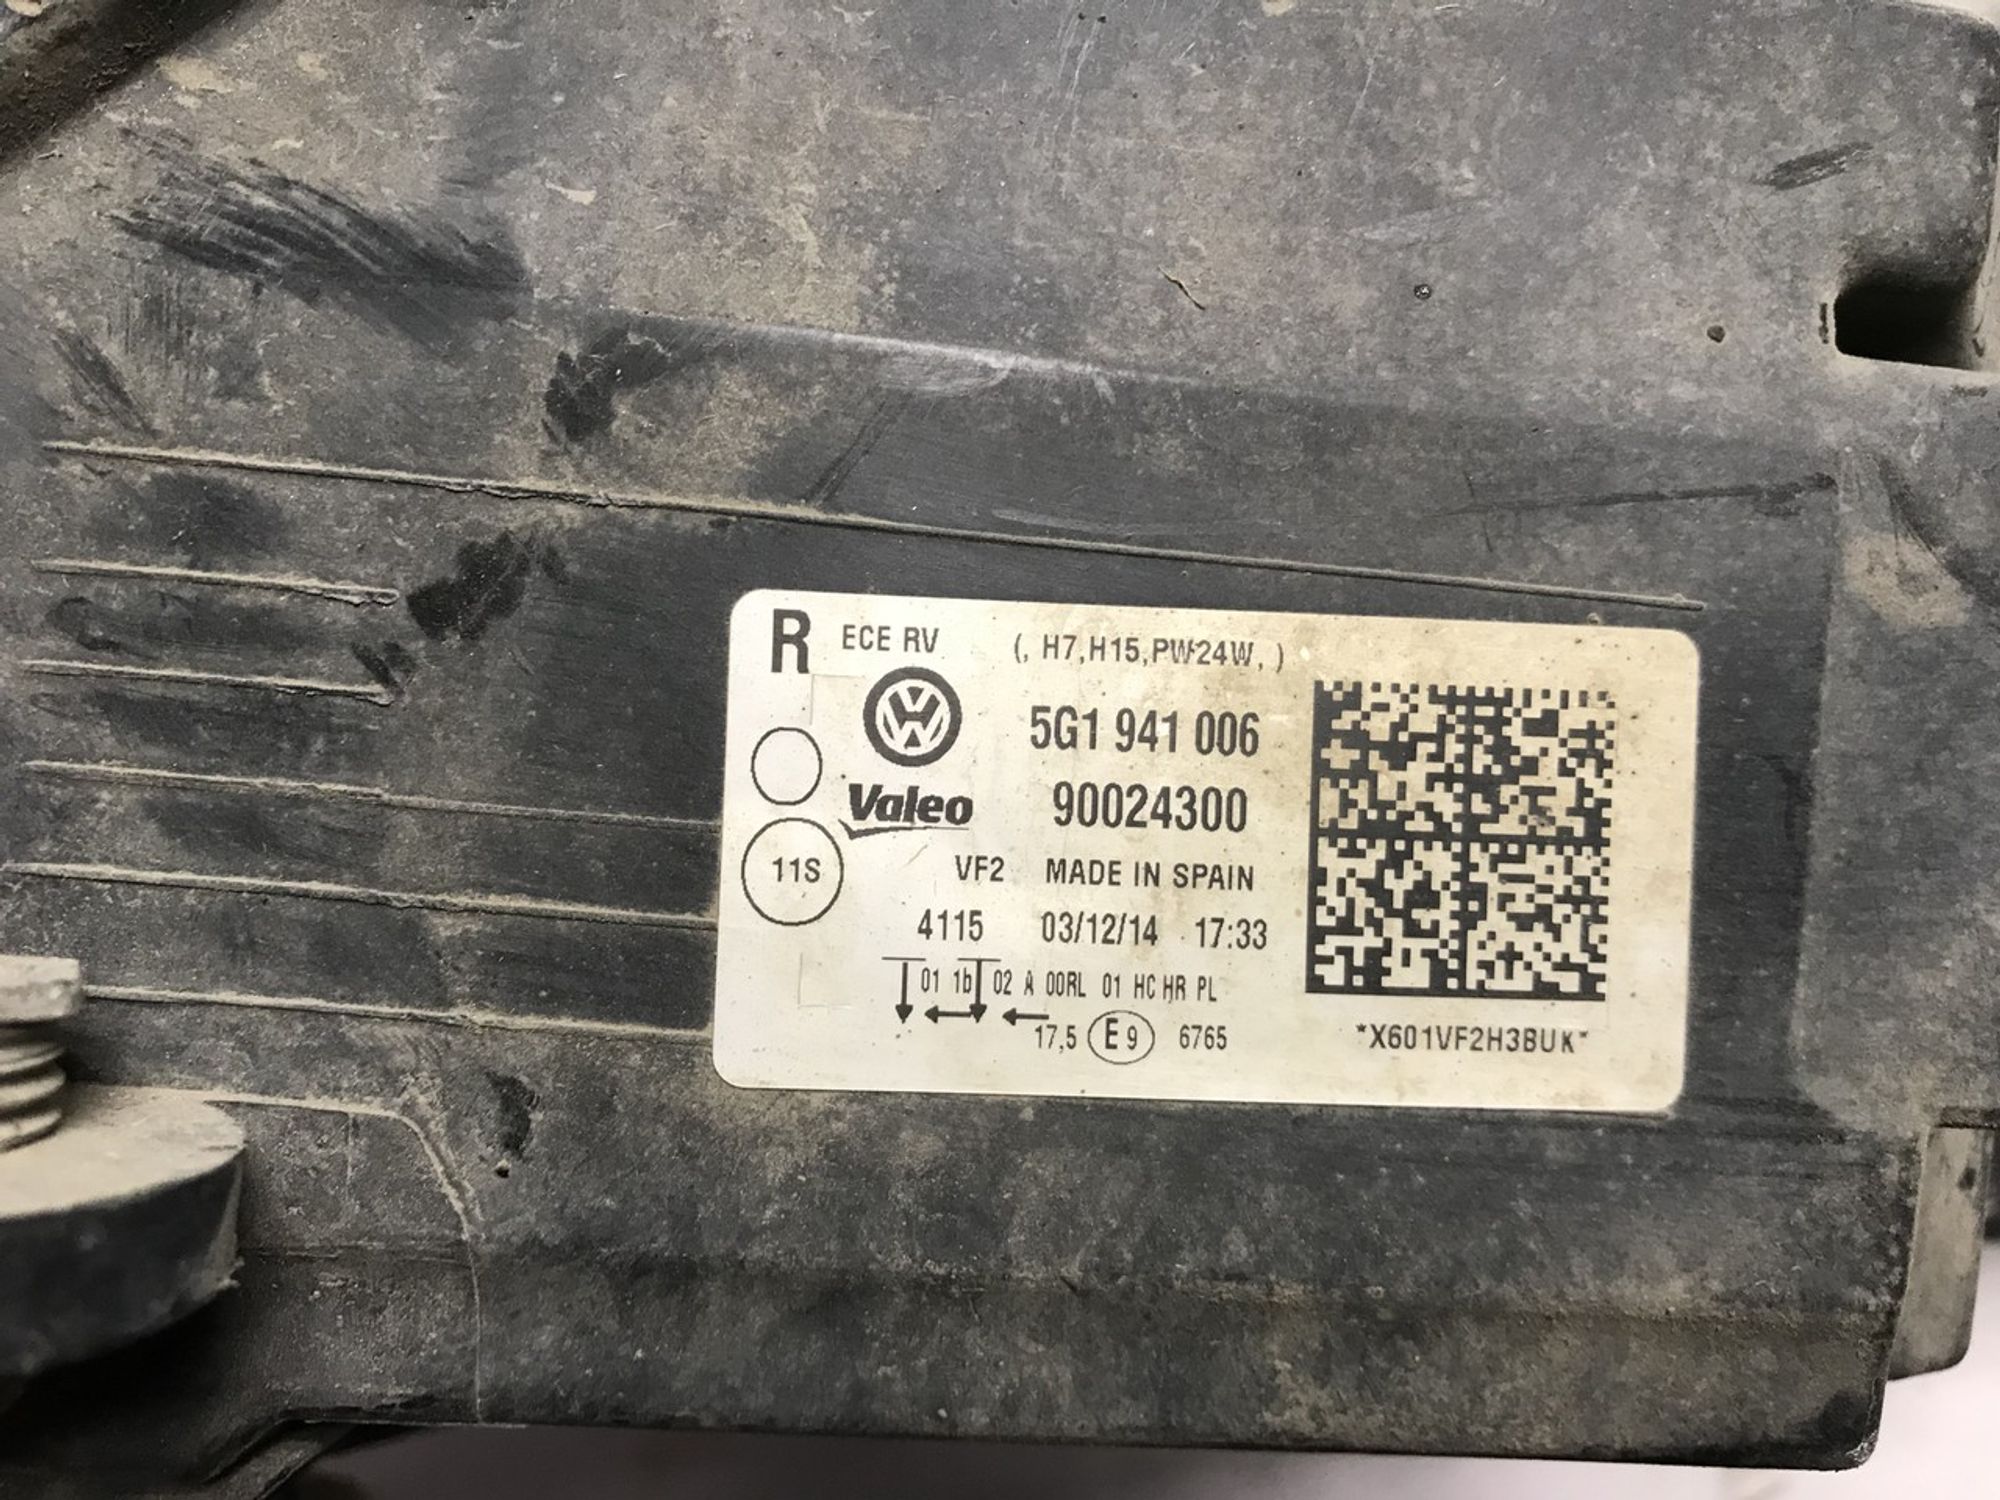 R ECE RV (, H7,H15,PW24W, )
5G1 941 006
Valeo 90024300
11S VF2 MADE IN SPAIN
4115 03/12/14 17:33
01 1b 02 A 00RL 01 HC HR PL
17,5 E9 6765
*X601VF2H3BUK*